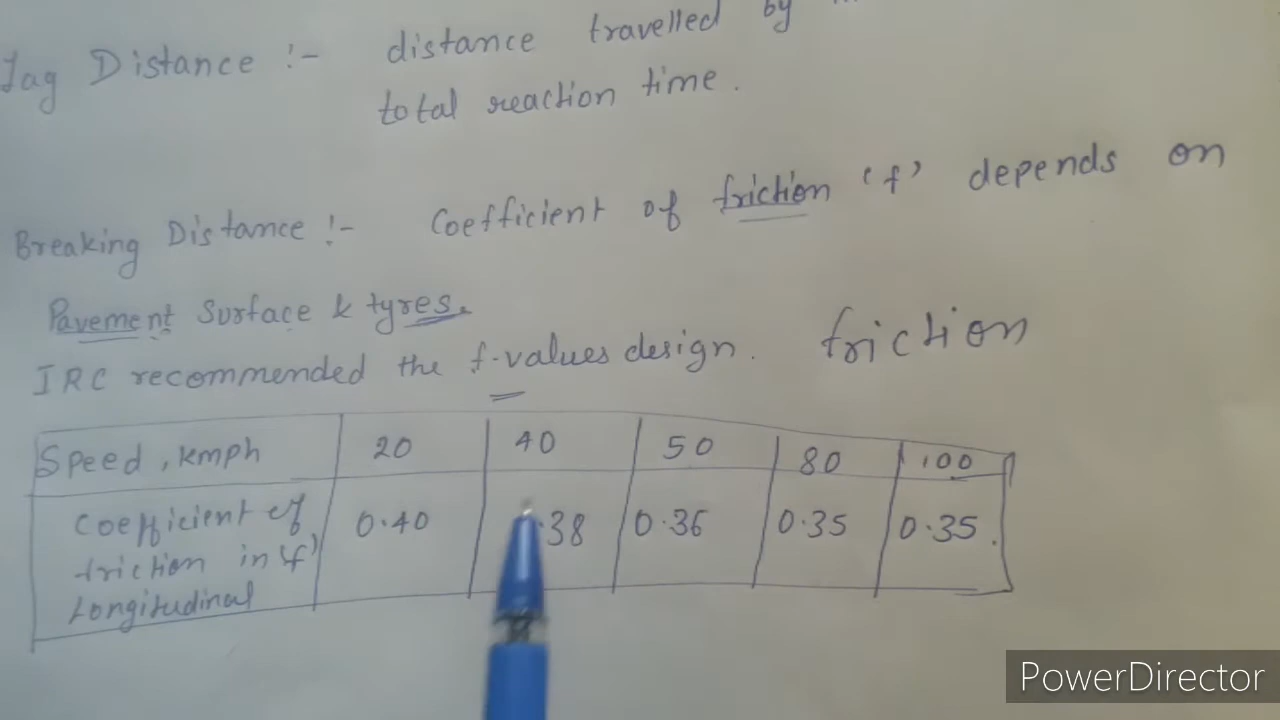 Lag Distance :- distance travelled by
total reaction time.
Breaking Distance :- Coefficient of friction 'f' depends on
Pavement Surface & tyres.
IRC recommended the f-values design. friction
Speed, kmph 20 40 50 80 100
Coefficient of friction in 'f' Longitudinal 0.40 .38 0.36 0.35 0.35.
PowerDirector